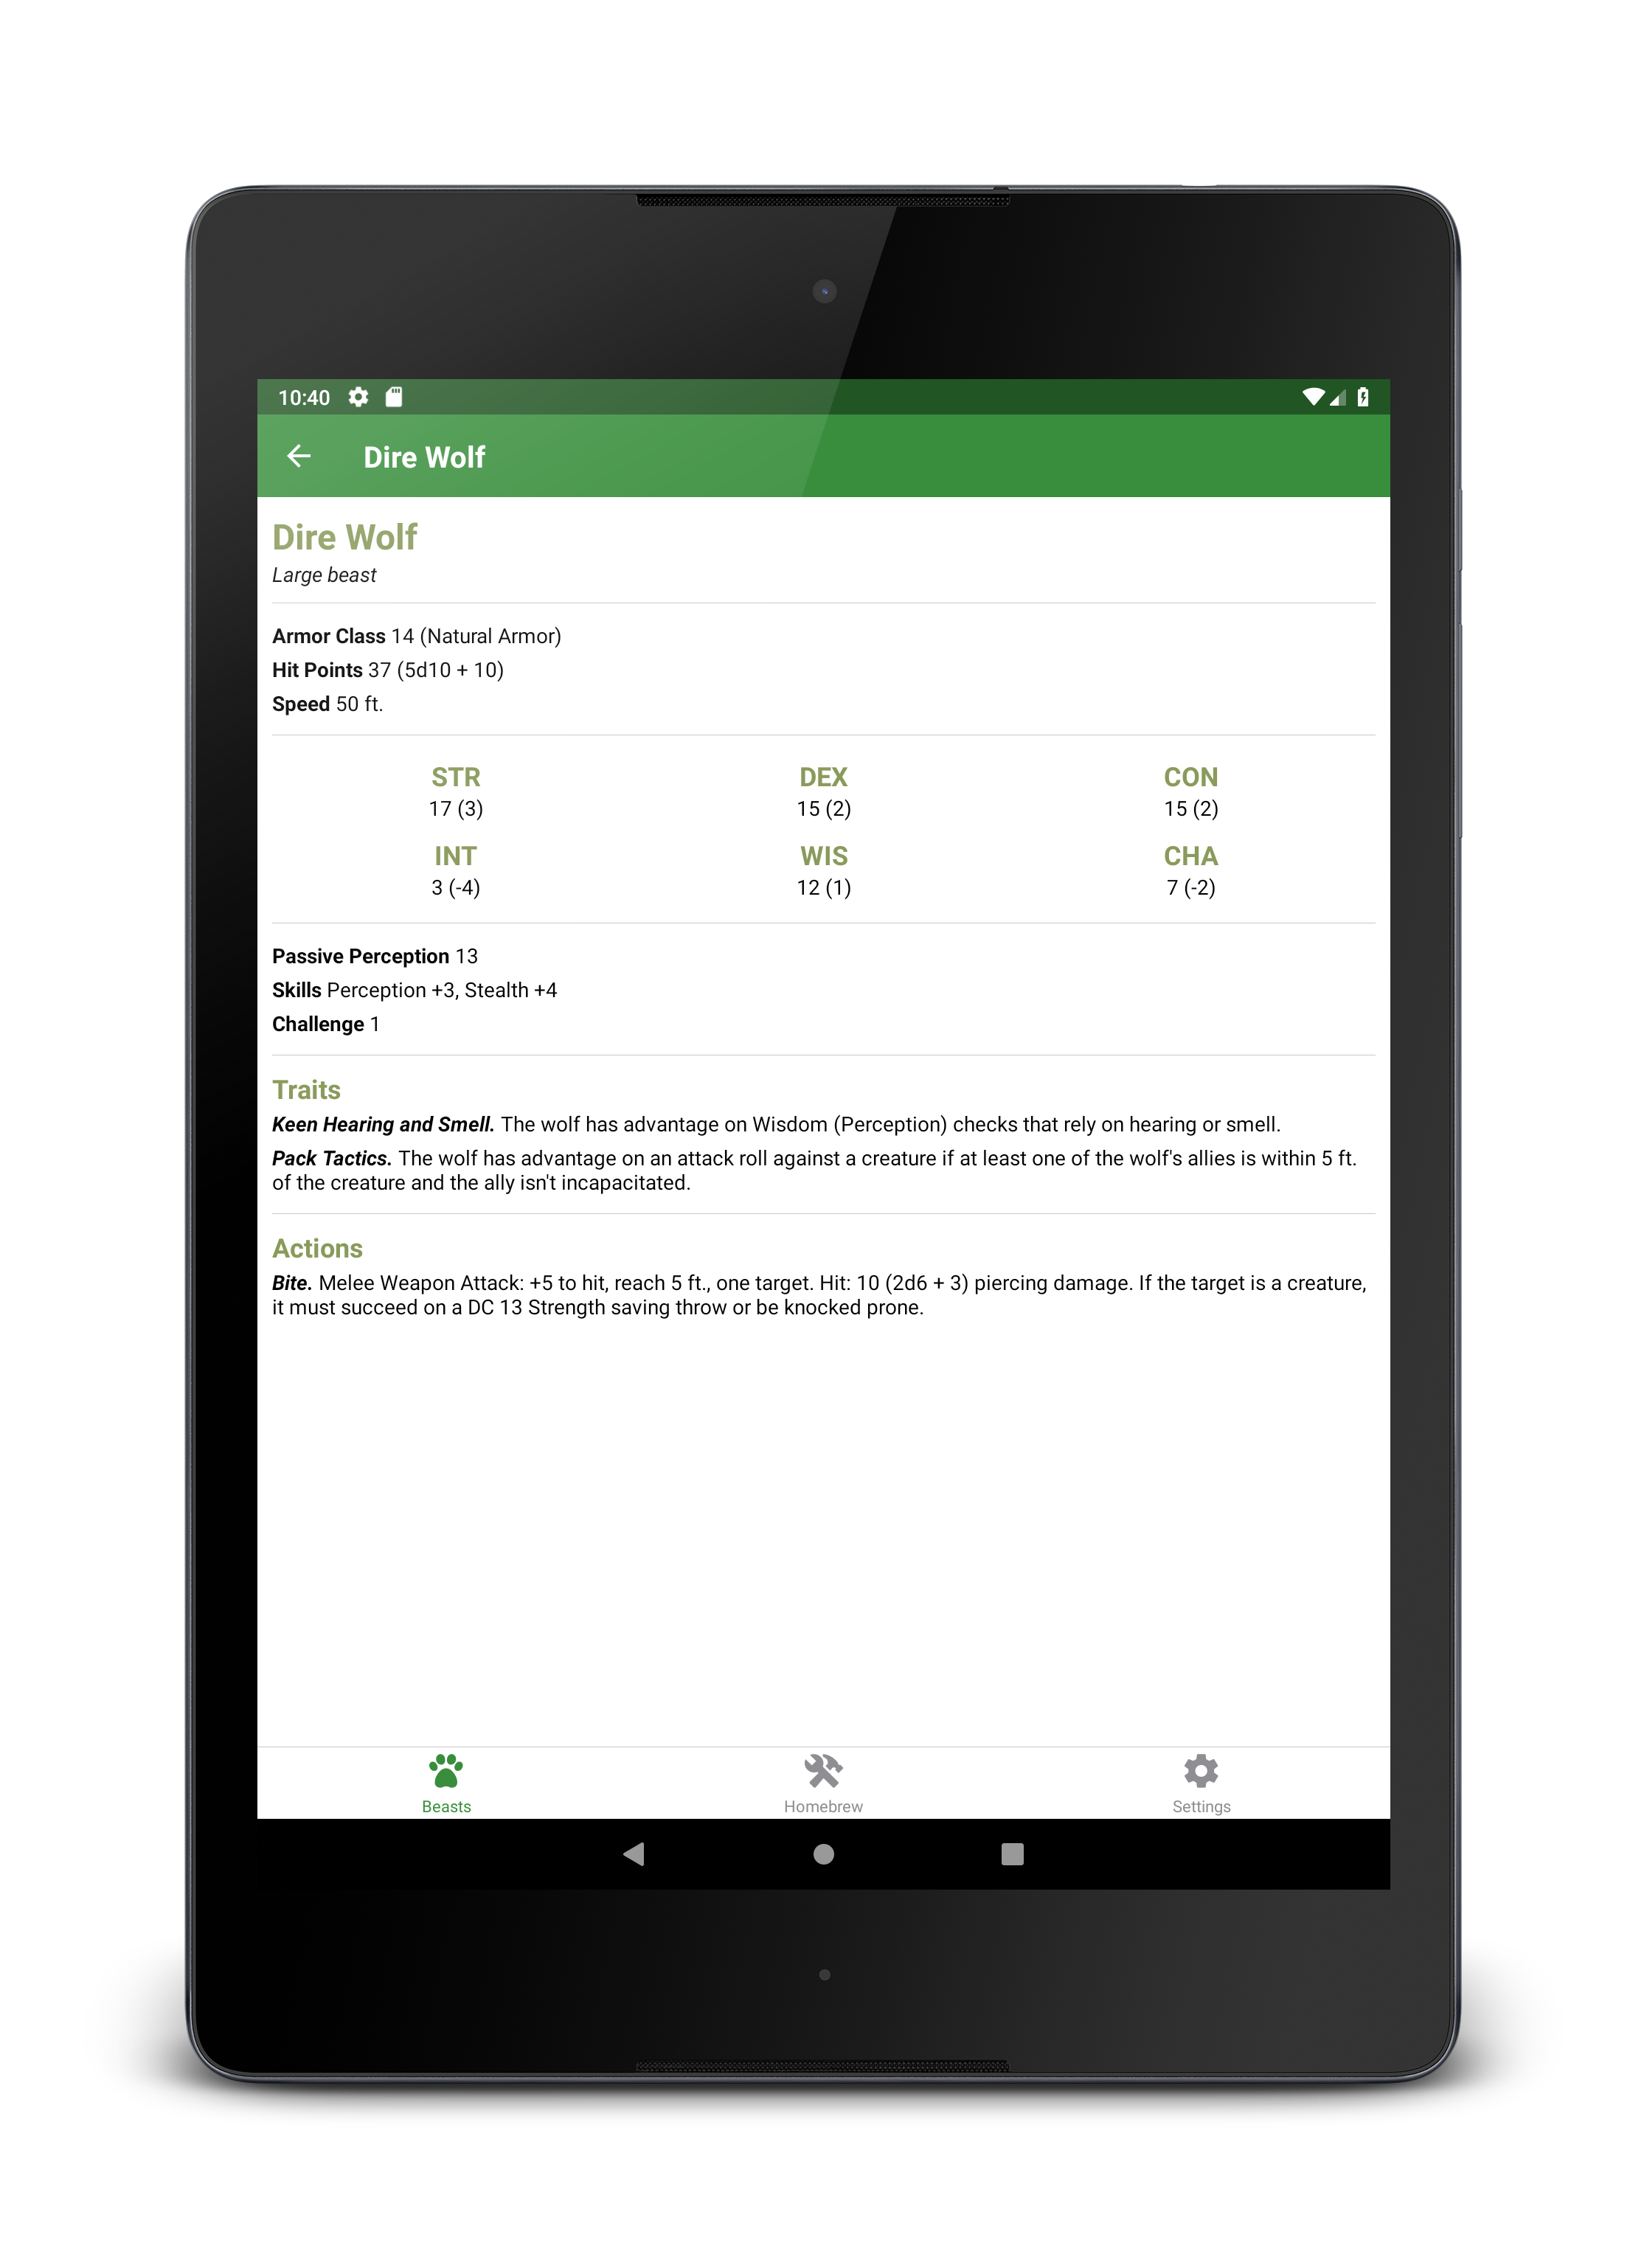 10:40
Dire Wolf
Dire Wolf
Large beast
Armor Class 14 (Natural Armor)
Hit Points 37 (5d10 + 10)
Speed 50 ft.
STR DEX CON
17 (3) 15 (2) 15 (2)
INT WIS CHA
3 (-4) 12 (1) 7 (-2)
Passive Perception 13
Skills Perception +3, Stealth +4
Challenge 1
Traits
Keen Hearing and Smell. The wolf has advantage on Wisdom (Perception) checks that rely on hearing or smell.
Pack Tactics. The wolf has advantage on an attack roll against a creature if at least one of the wolf's allies is within 5 ft.
of the creature and the ally isn't incapacitated.
Actions
Bite. Melee Weapon Attack: +5 to hit, reach 5 ft., one target. Hit: 10 (2d6 + 3) piercing damage. If the target is a creature,
it must succeed on a DC 13 Strength saving throw or be knocked prone.
Beasts Homebrew Settings